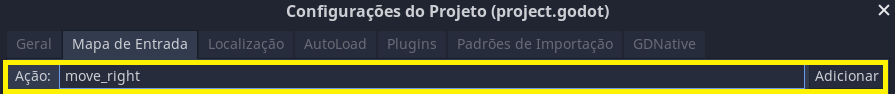 Configurações do Projeto (project.godot)
Geral Mapa de Entrada Localização AutoLoad Plugins Padrões de Importação GDNative
Ação: move_right Adicionar